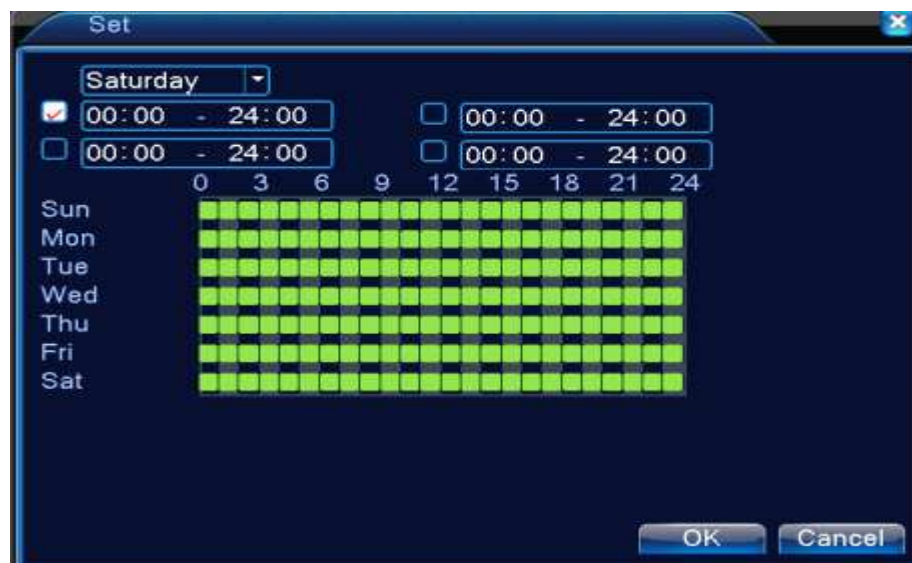 Set
Saturday
00:00 - 24:00 00:00 - 24:00
00:00 - 24:00 00:00 - 24:00
0 3 6 9 12 15 18 21 24
Sun
Mon
Tue
Wed
Thu
Fri
Sat
OK Cancel